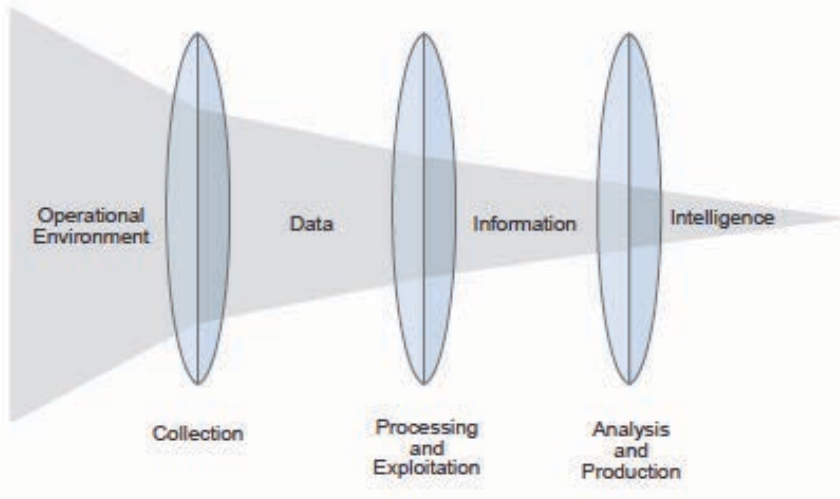 Operational
Environment
Data
Information
Intelligence
Collection
Processing
and
Exploitation
Analysis
and
Production